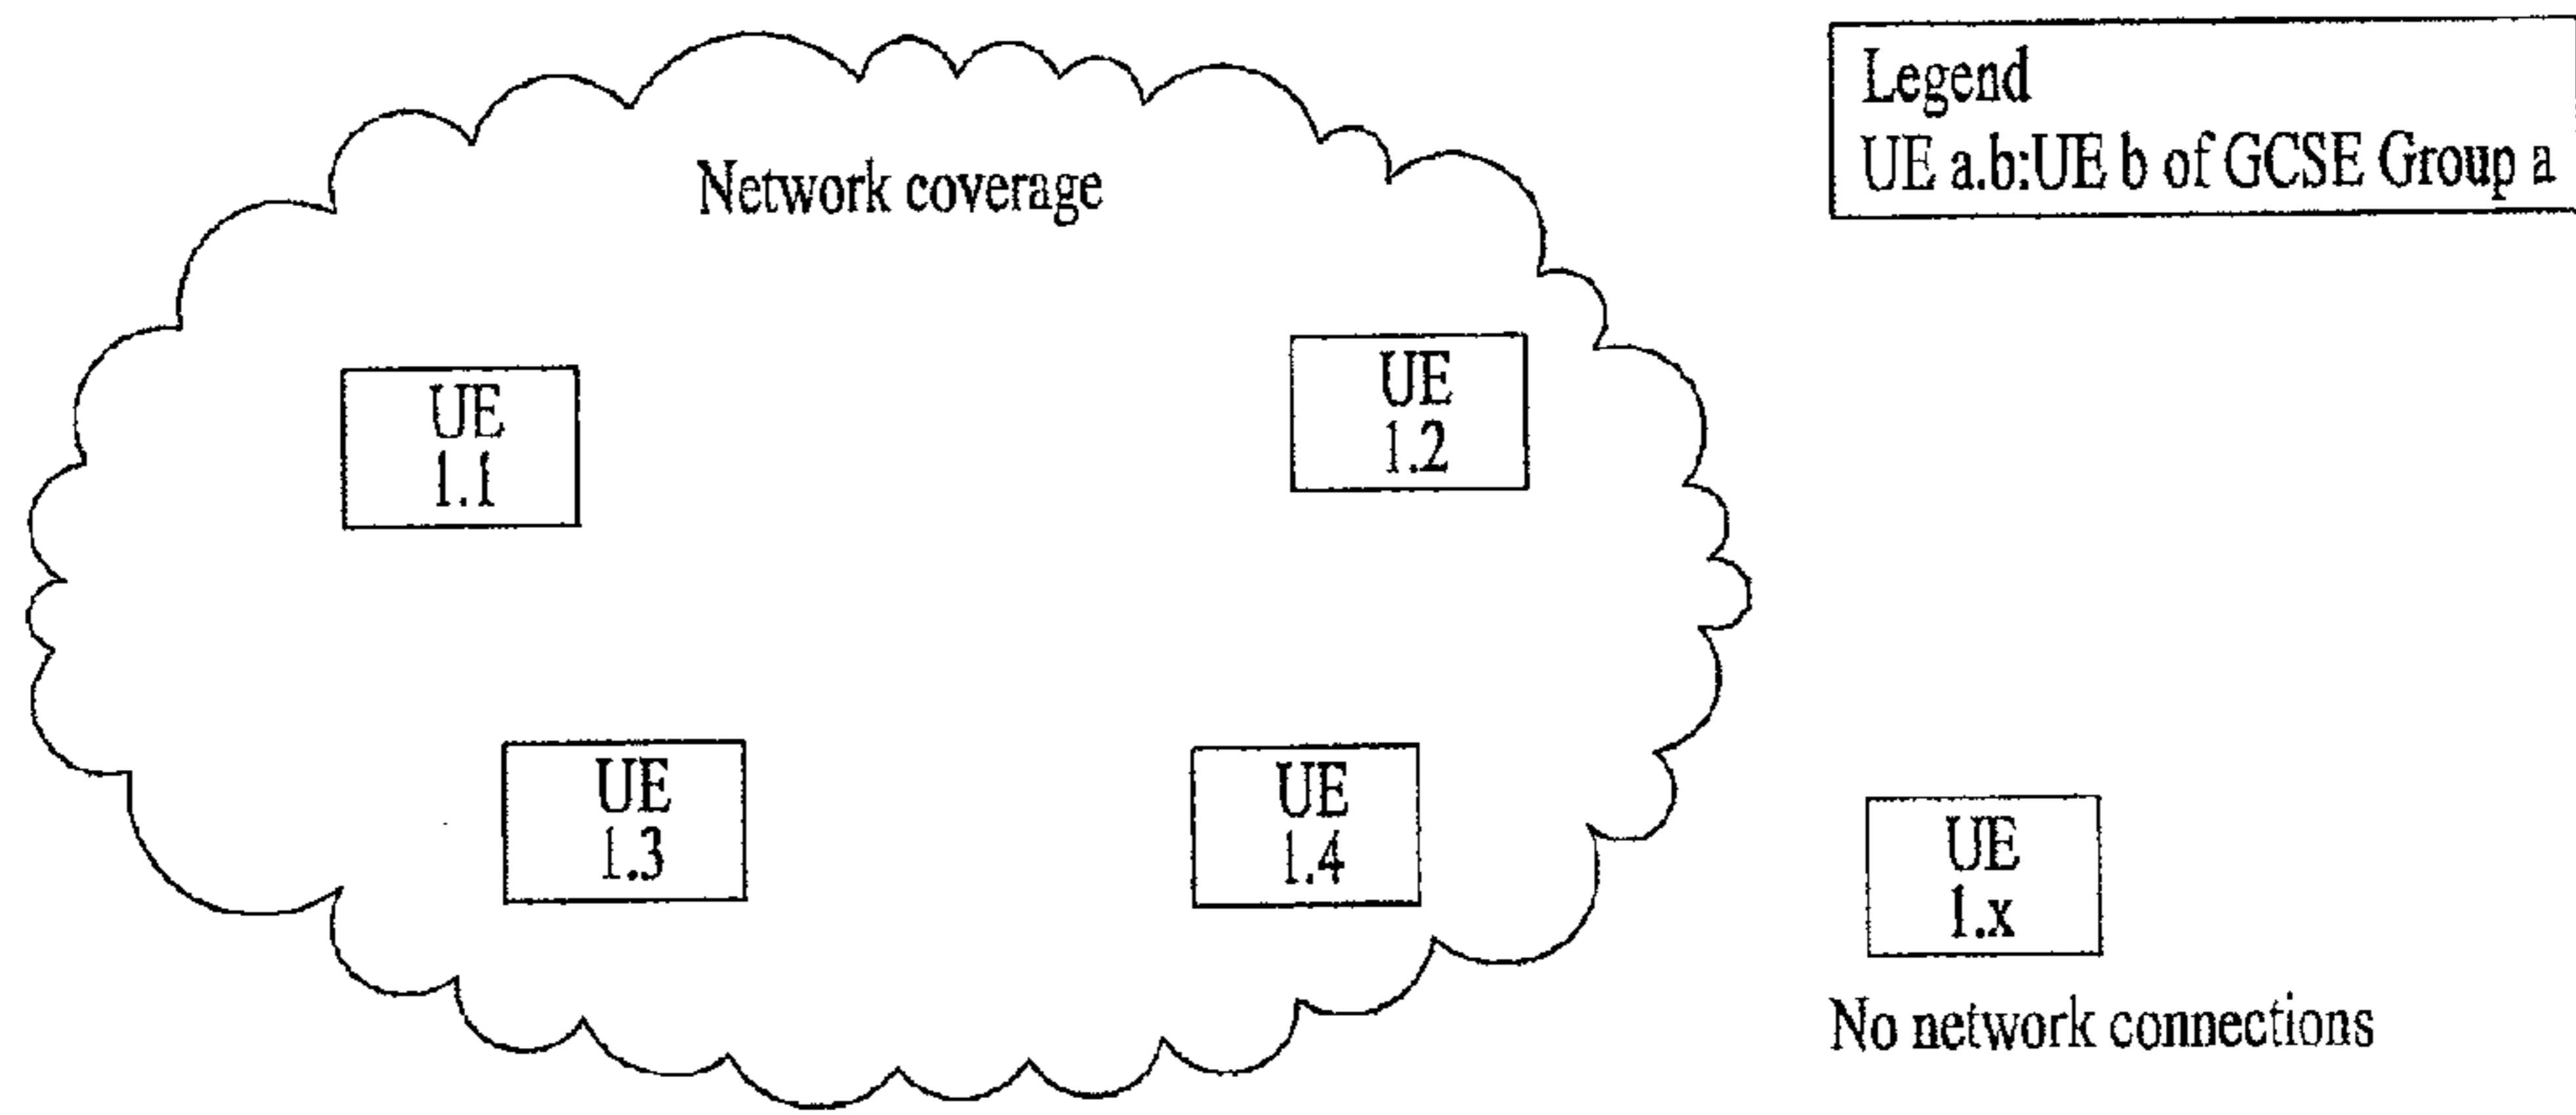 Legend
UE a.b:UE b of GCSE Group a
Network coverage
UE
1.1
UE
1.2
UE
1.3
UE
1.4
UE
1.x
No network connections